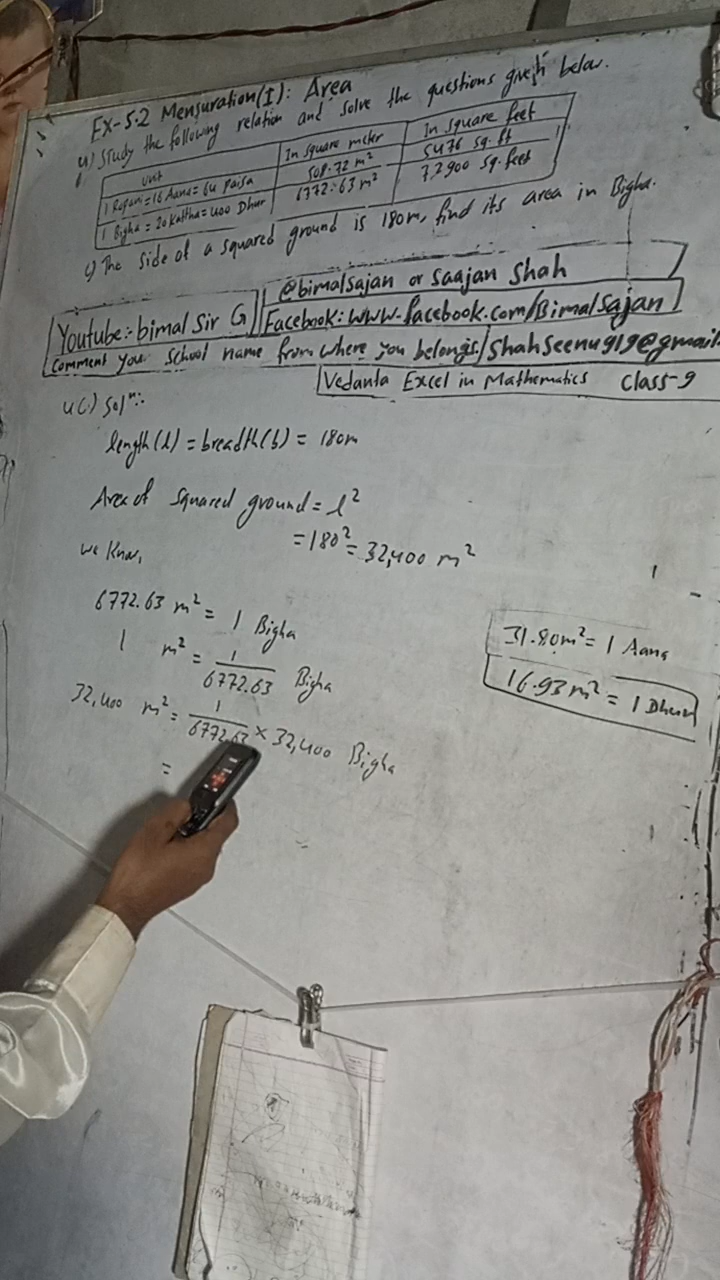 Ex-5.2 Mensuration(I): Area
4) Study the following relation and solve the questions given below.
Unit In square meter In square feet
1 Ropani = 16 Aana = 64 paisa 508.72 m² 5476 sq.ft
1 Bigha = 20 Kattha = 400 Dhur 6772.63 m² 72900 sq.feet
c) The side of a squared ground is 180m, find its area in Bigha.
@bimalsajan or Saajan Shah
Youtube:- bimal Sir G Facebook: www.facebook.com/Bimalsajan
Comment your school name from where you belongs/shahseenu919@gmail.
Vedanta Excel in Mathematics Class-9
4(c) Solⁿ:
length(l) = breadth(b) = 180m
Area of squared ground = l²
= 180² = 32,400 m²
we know,
6772.63 m² = 1 Bigha
1 m² = 1/6772.63 Bigha
32,400 m² = 1/6772.63 × 32,400 Bigha
=
31.80m² = 1 Aana
16.93 m² = 1 Dhur